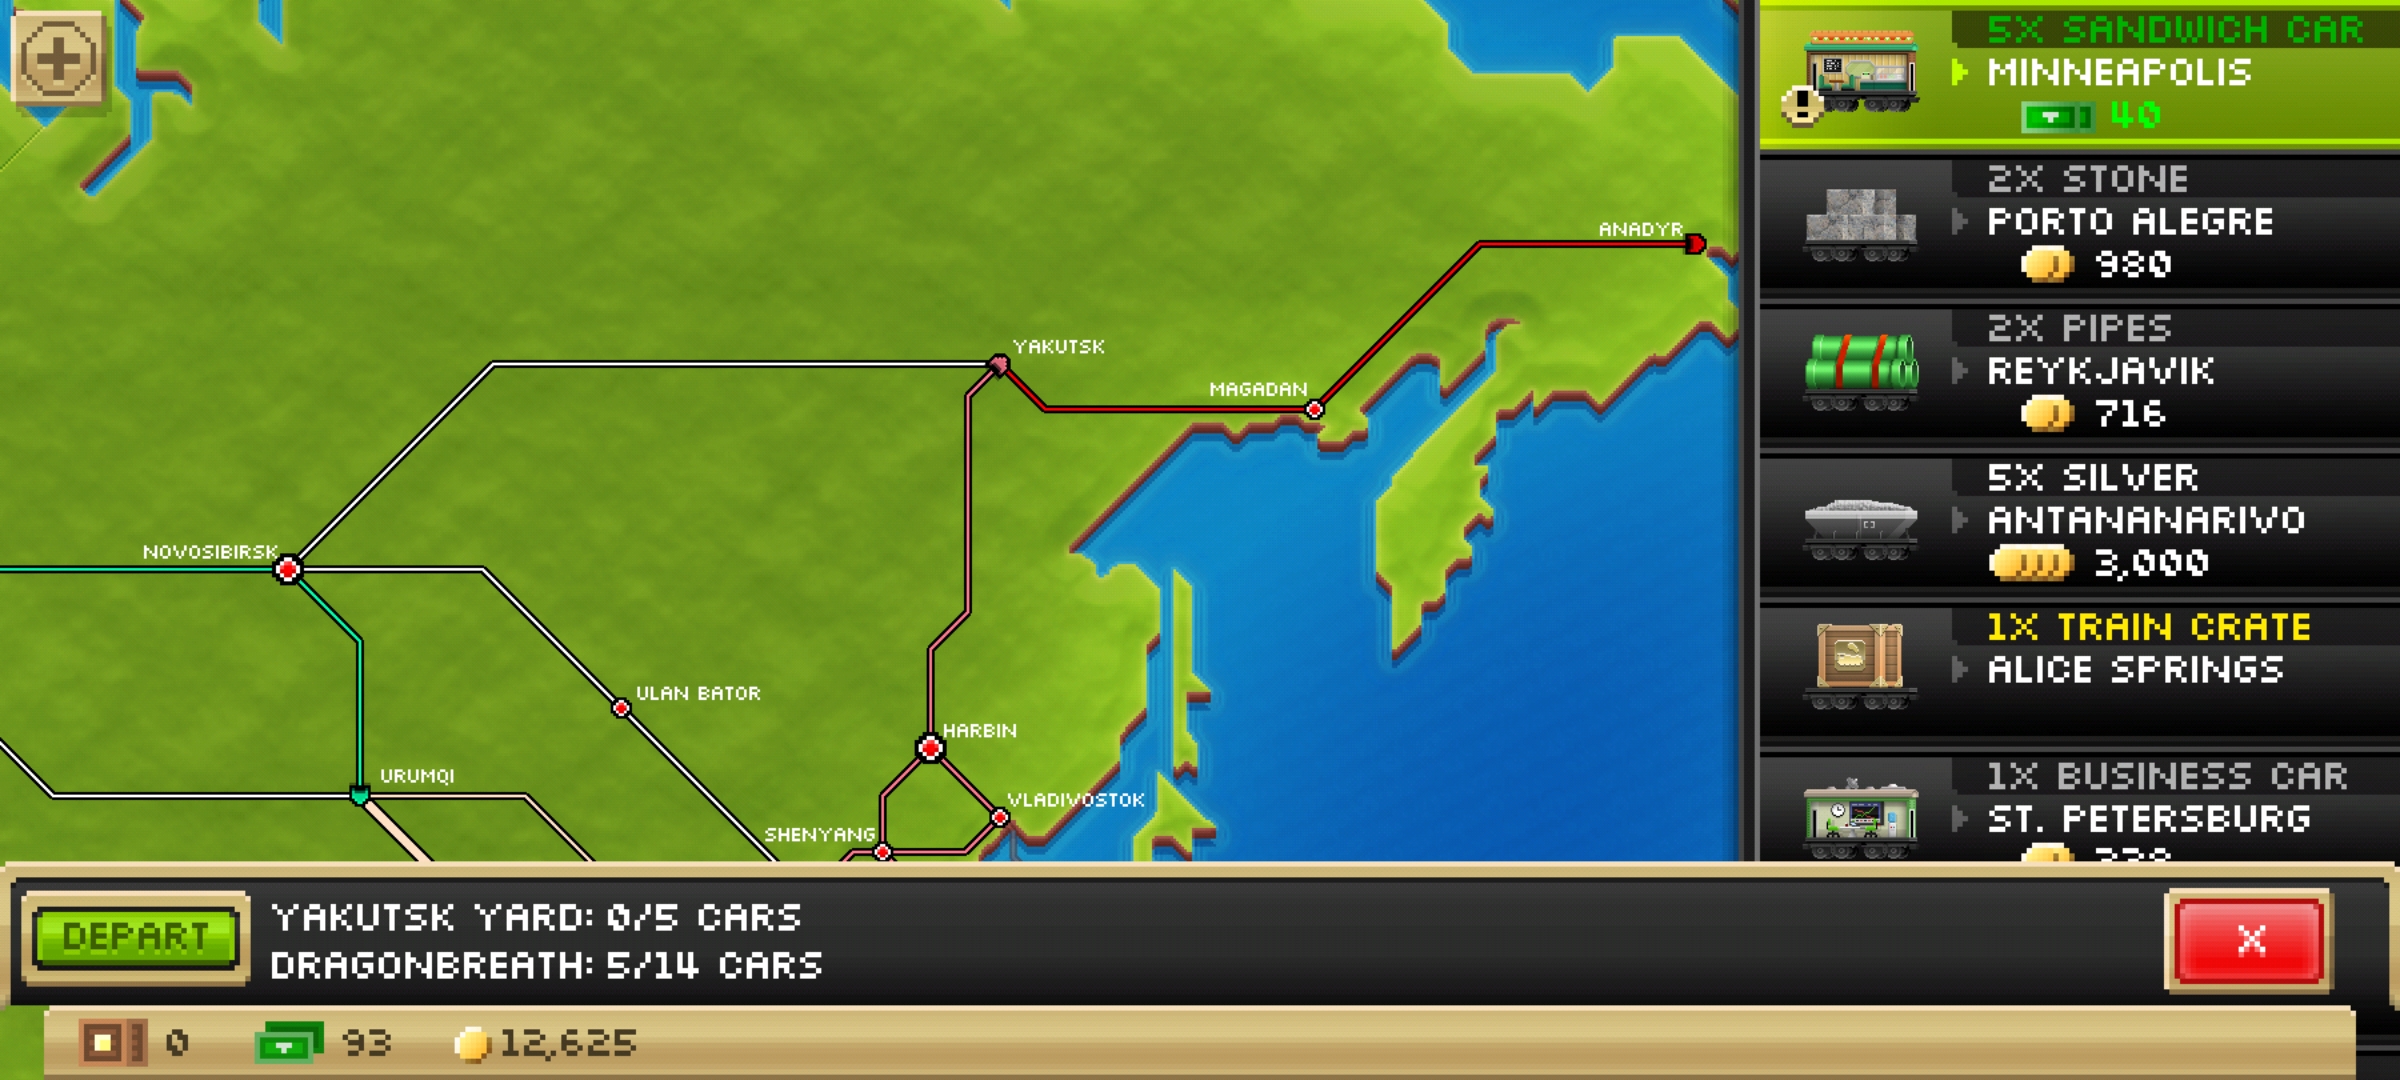 5X SANDWICH CAR
MINNEAPOLIS
40
2X STONE
PORTO ALEGRE
980
2X PIPES
REYKJAVIK
716
5X SILVER
ANTANANARIVO
3,000
1X TRAIN CRATE
ALICE SPRINGS
1X BUSINESS CAR
ST. PETERSBURG
ANADYR
YAKUTSK
MAGADAN
NOVOSIBIRSK
ULAN BATOR
HARBIN
URUMQI
VLADIVOSTOK
SHENYANG
DEPART
YAKUTSK YARD: 0/5 CARS
DRAGONBREATH: 5/14 CARS
X
0
93
12,625